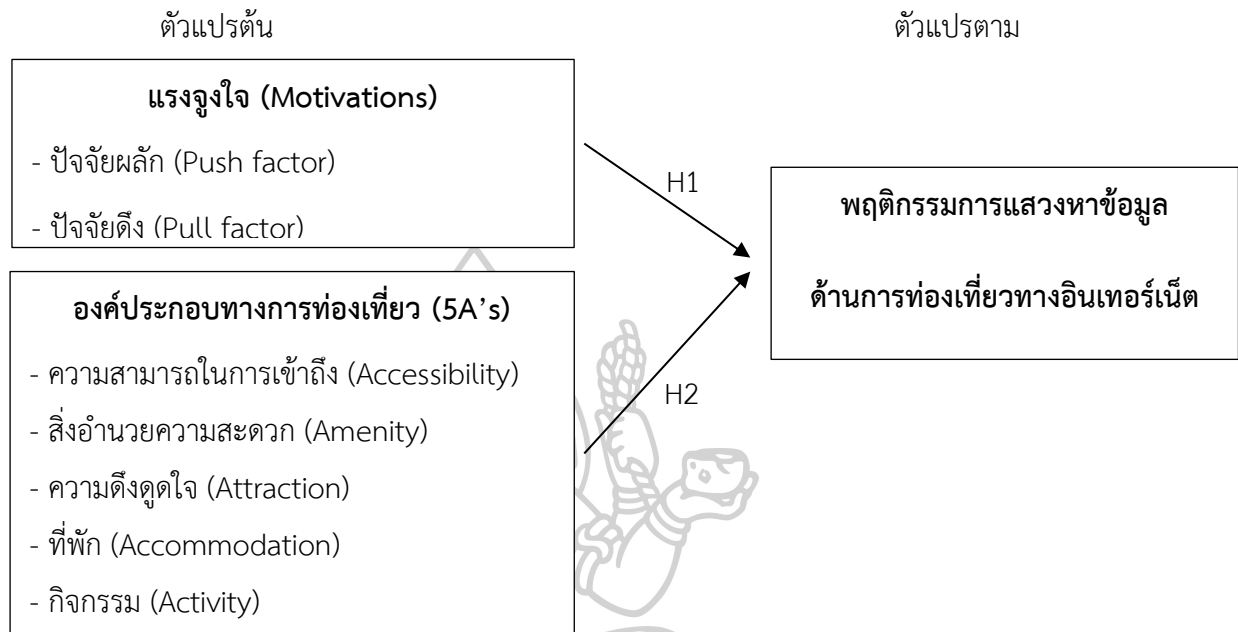 ตัวแปรต้น
ตัวแปรตาม
แรงจูงใจ (Motivations)
- ปัจจัยผลัก (Push factor)
- ปัจจัยดึง (Pull factor)
H1
พฤติกรรมการแสวงหาข้อมูล
ด้านการท่องเที่ยวทางอินเทอร์เน็ต
องค์ประกอบทางการท่องเที่ยว (5A’s)
- ความสามารถในการเข้าถึง (Accessibility)
- สิ่งอำนวยความสะดวก (Amenity)
- ความดึงดูดใจ (Attraction)
- ที่พัก (Accommodation)
- กิจกรรม (Activity)
H2